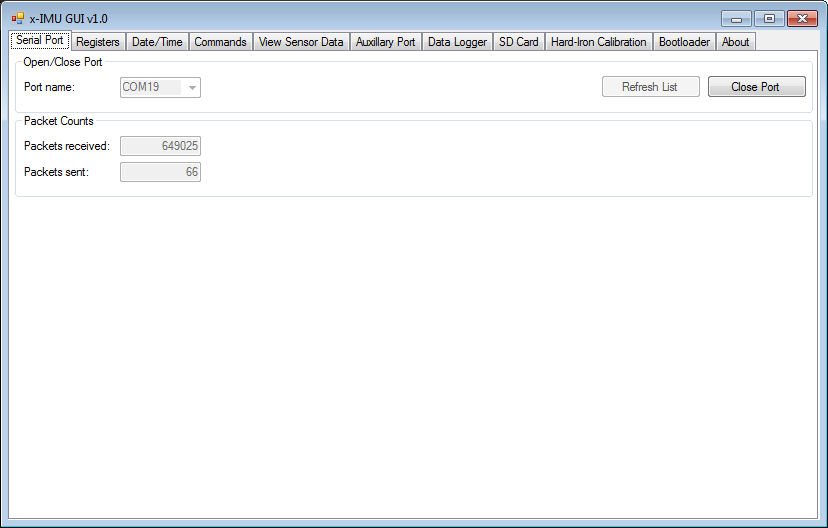 x-IMU GUI v1.0
Serial Port Registers Date/Time Commands View Sensor Data Auxillary Port Data Logger SD Card Hard-Iron Calibration Bootloader About
Open/Close Port
Port name: COM19 Refresh List Close Port
Packet Counts
Packets received: 649025
Packets sent: 66